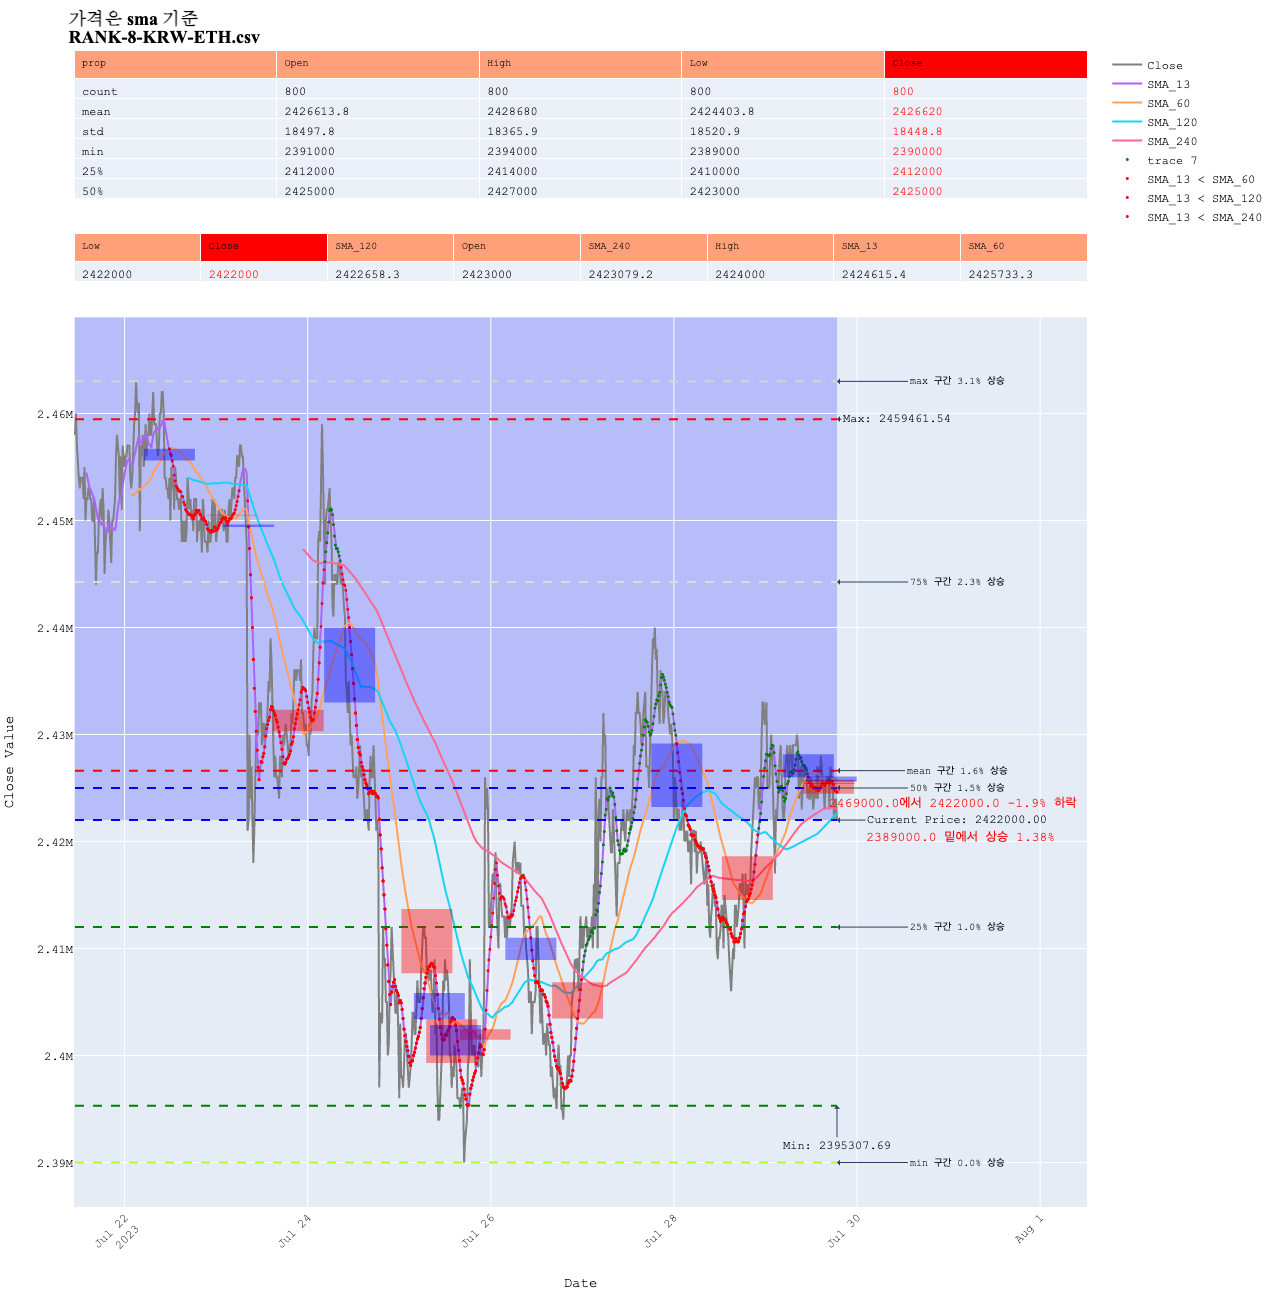 가격은 sma 기준
RANK-8-KRW-ETH.csv
prop Open High Low Close
count 800 800 800 800
mean 2426613.8 2428680 2424403.8 2426620
std 18497.8 18365.9 18520.9 18448.8
min 2391000 2394000 2389000 2390000
25% 2412000 2414000 2410000 2412000
50% 2425000 2427000 2423000 2425000
Close
SMA_13
SMA_60
SMA_120
SMA_240
trace 7
SMA_13 < SMA_60
SMA_13 < SMA_120
SMA_13 < SMA_240
Low Close SMA_120 Open SMA_240 High SMA_13 SMA_60
2422000 2422000 2422658.3 2423000 2423079.2 2424000 2424615.4 2425733.3
max 구간 3.1% 상승
2.46M
Max: 2459461.54
2.45M
75% 구간 2.3% 상승
2.44M
2.43M
mean 구간 1.6% 상승
50% 구간 1.5% 상승
2469000.0에서 2422000.0 -1.9% 하락
Current Price: 2422000.00
2389000.0 밑에서 상승 1.38%
2.42M
25% 구간 1.0% 상승
2.41M
2.4M
Min: 2395307.69
min 구간 0.0% 상승
2.39M
Close Value
Jul 22
2023
Jul 24
Jul 26
Jul 28
Jul 30
Aug 1
Date